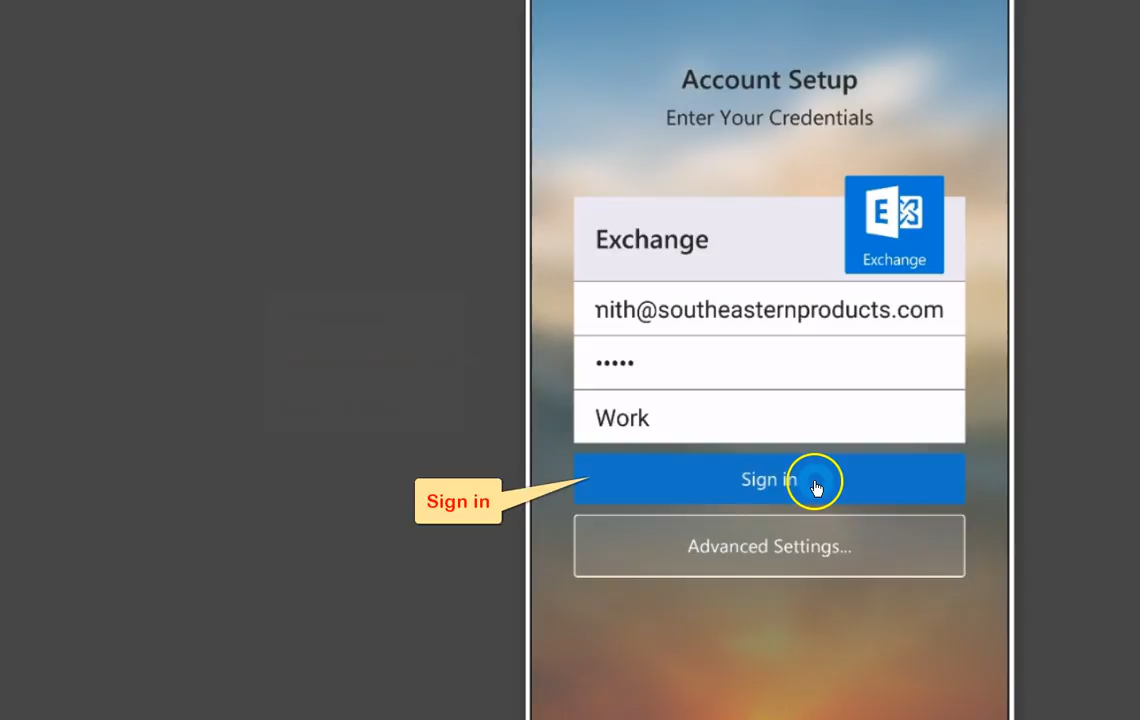 Account Setup
Enter Your Credentials
Exchange
Exchange
nith@southeasternproducts.com
•••••
Work
Sign in
Sign in
Advanced Settings...